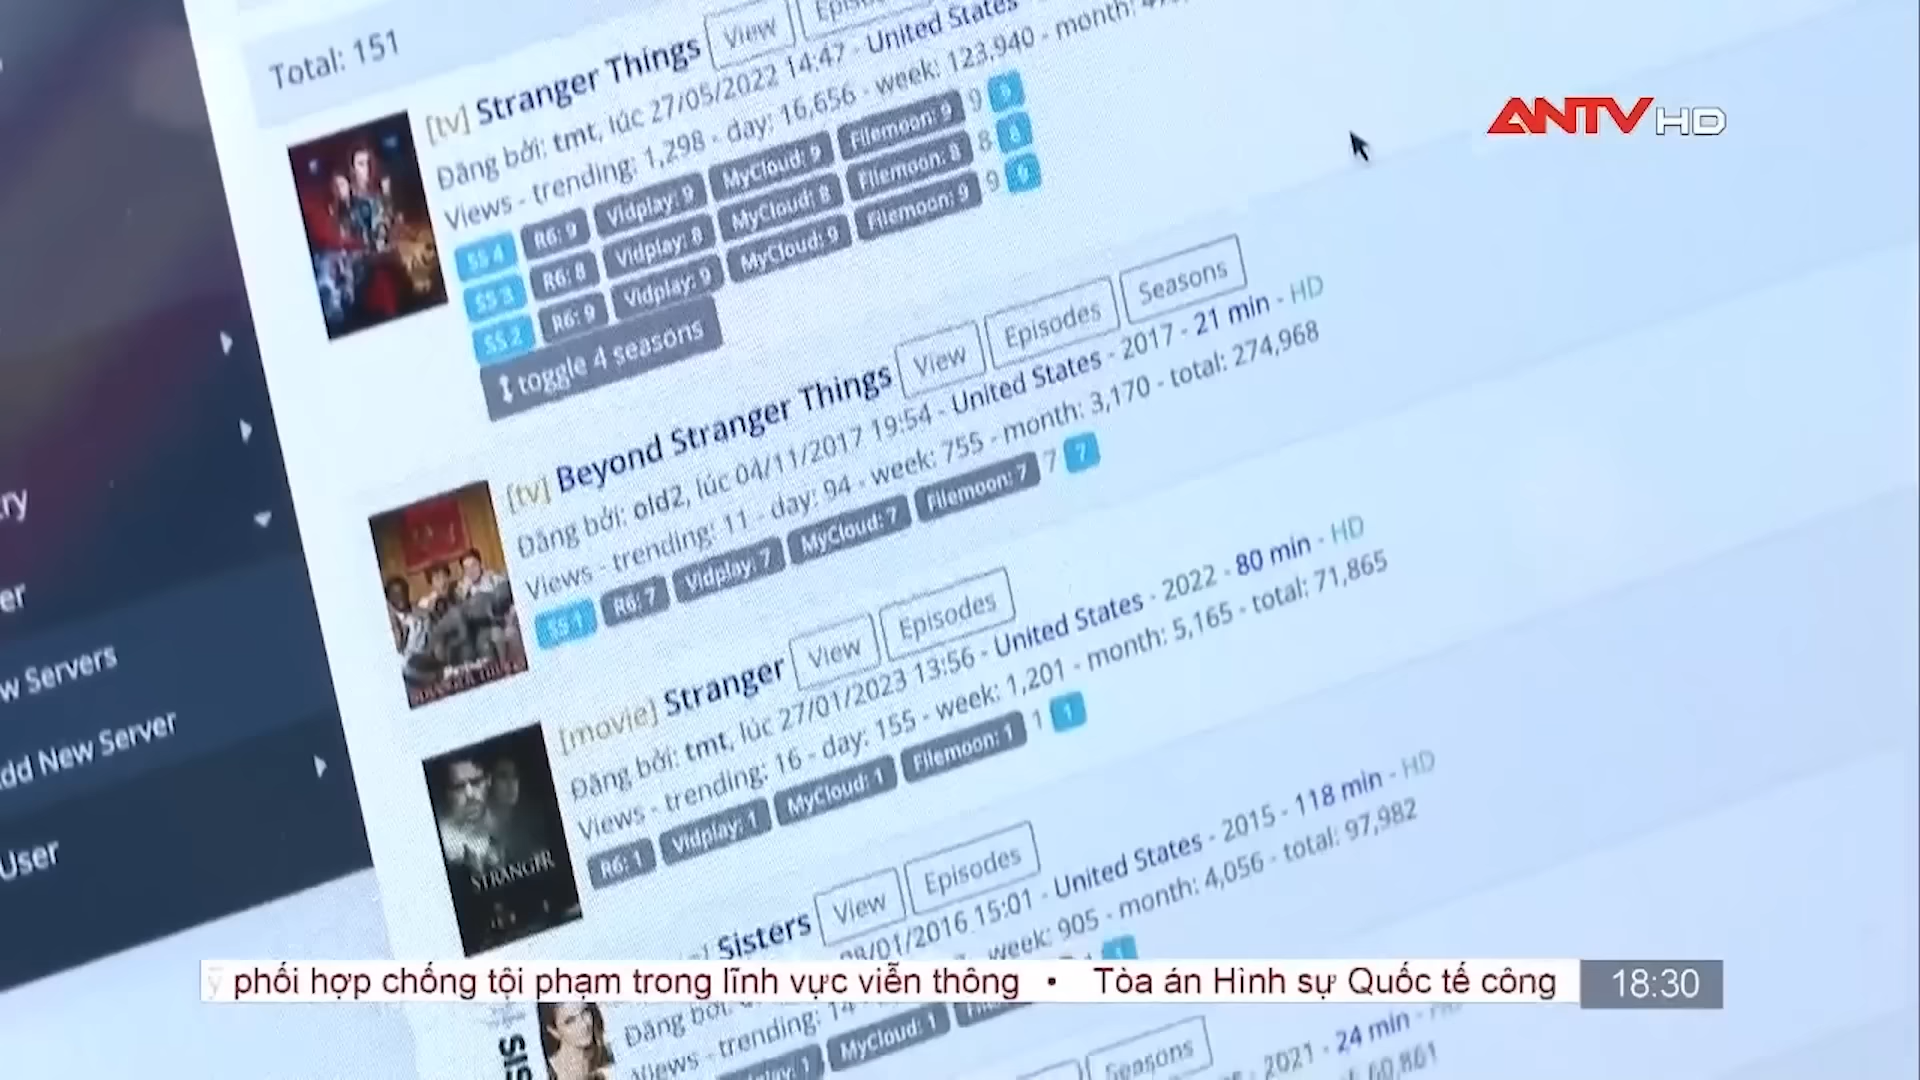 Total: 151
[tv] Stranger Things View
Đăng bởi: tmt, lúc 27/05/2022 14:47 - United States
Views - trending: 1,298 - day: 16,656 - week: 123,940 - month:
SS 4 R6: 9 Vidplay: 9 MyCloud: 9 Filemoon: 9 9 9
SS 3 R6: 8 Vidplay: 8 MyCloud: 8 Filemoon: 8 8 8
SS 2 R6: 9 Vidplay: 9 MyCloud: 9 Filemoon: 9 9 9
toggle 4 seasons
[tv] Beyond Stranger Things View Episodes Seasons
Đăng bởi: old2, lúc 04/11/2017 19:54 - United States - 2017 - 21 min - HD
Views - trending: 11 - day: 94 - week: 755 - month: 3,170 - total: 274,968
SS 1 R6: 7 Vidplay: 7 MyCloud: 7 Filemoon: 7 7 7
[movie] Stranger View Episodes
Đăng bởi: tmt, lúc 27/01/2023 13:56 - United States - 2022 - 80 min - HD
Views - trending: 16 - day: 155 - week: 1,201 - month: 5,165 - total: 71,865
R6: 1 Vidplay: 1 MyCloud: 1 Filemoon: 1 1 1
STRANGER
Sisters View Episodes
/01/2016 15:01 - United States - 2015 - 118 min - HD
Đăng
Views - trending: 14 week: 905 - month: 4,056 - total: 97,982
MyCloud: 1
Seasons
2021 - 24 min
w Servers
dd New Server
User
ANTV HD
phối hợp chống tội phạm trong lĩnh vực viễn thông • Tòa án Hình sự Quốc tế công
18:30